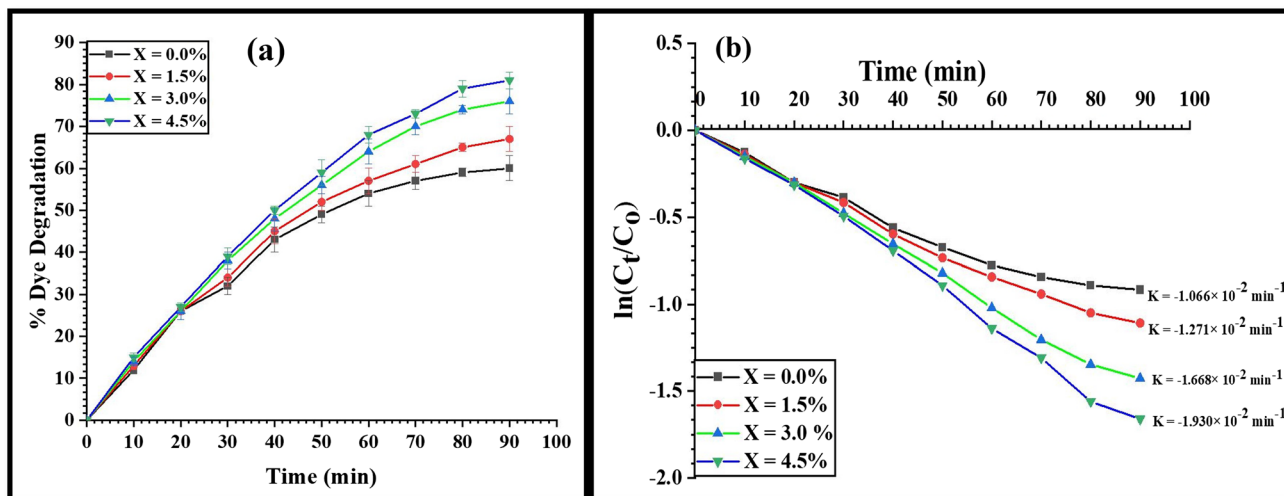 (a)
X = 0.0%
X = 1.5%
X = 3.0%
X = 4.5%
% Dye Degradation
90
80
70
60
50
40
30
20
10
0
0 10 20 30 40 50 60 70 80 90 100
Time (min)
(b)
Time (min)
0 10 20 30 40 50 60 70 80 90 100
ln(Ct/Co)
0.5
0.0
-0.5
-1.0
-1.5
-2.0
K = -1.066× 10⁻² min⁻¹
K = -1.271× 10⁻² min⁻¹
K = -1.668× 10⁻² min⁻¹
K = -1.930× 10⁻² min⁻¹
X = 0.0%
X = 1.5%
X = 3.0 %
X = 4.5%